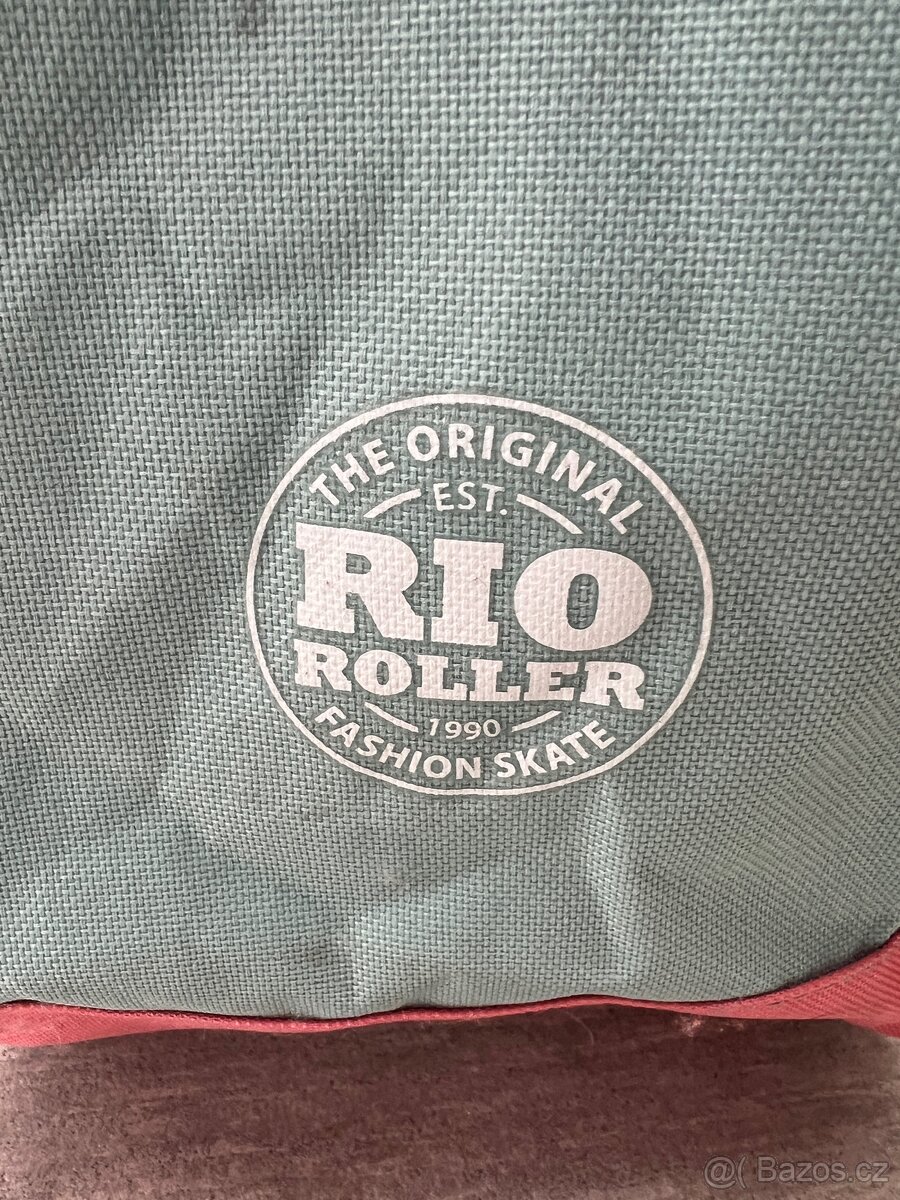 THE ORIGINAL
EST.
RIO
ROLLER
1990
FASHION SKATE
@( Bazos.cz